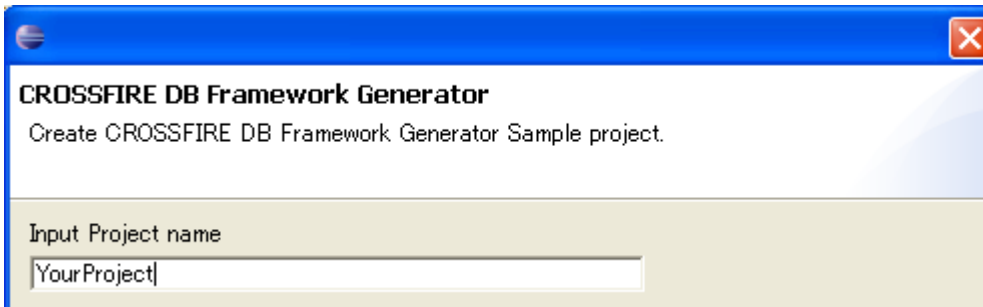 CROSSFIRE DB Framework Generator
Create CROSSFIRE DB Framework Generator Sample project.
Input Project name
YourProject